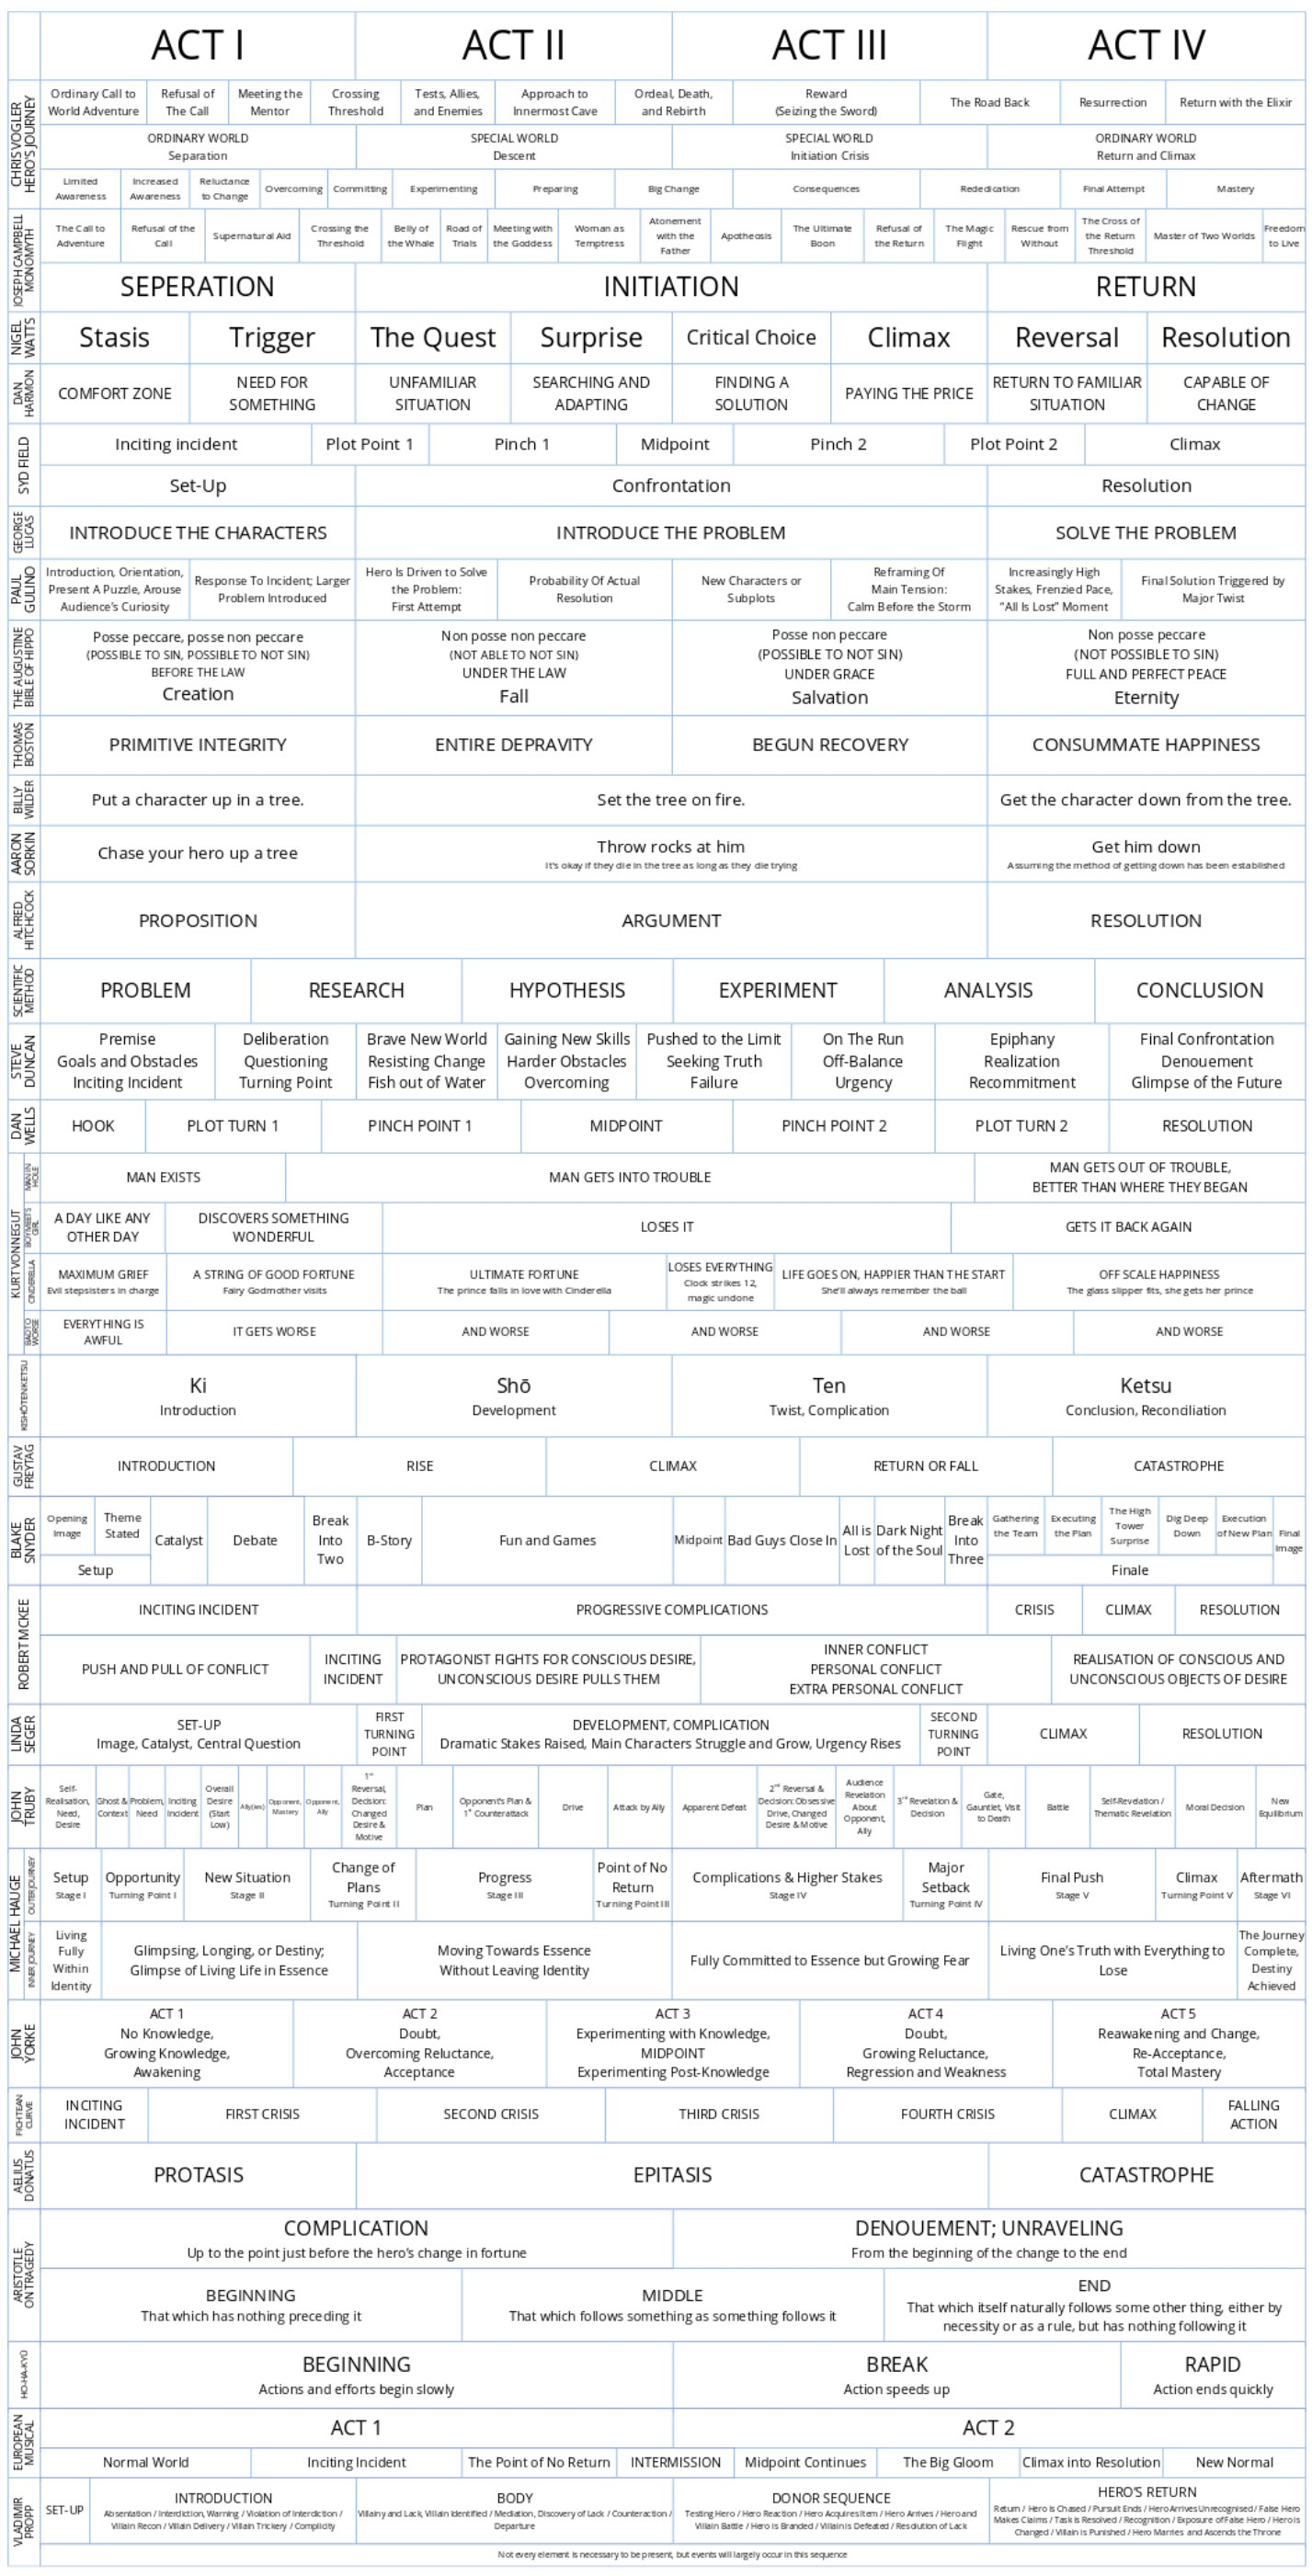 ACT I
ACT II
ACT III
ACT IV
CHRIS VOGLER
HERO'S JOURNEY
Ordinary Call to
World Adventure
Refusal of
The Call
Meeting the
Mentor
Crossing
Threshold
Tests, Allies,
and Enemies
Approach to
Innermost Cave
Ordeal, Death,
and Rebirth
Reward
(Seizing the Sword)
The Road Back
Resurrection
Return with the Elixir
ORDINARY WORLD
Separation
SPECIAL WORLD
Descent
SPECIAL WORLD
Initiation Crisis
ORDINARY WORLD
Return and Climax
Limited
Awareness
Increased
Awareness
Reluctance
to Change
Overcoming
Committing
Experimenting
Preparing
Big Change
Consequences
Rededication
Final Attempt
Mastery
JOSEPH CAMPBELL
MONOMYTH
The Call to
Adventure
Refusal of the
Call
Supernatural Aid
Crossing the
Threshold
Belly of
the Whale
Road of
Trials
Meeting with
the Goddess
Woman as
Temptress
Atonement
with the
Father
Apotheosis
The Ultimate
Boon
Refusal of
the Return
The Magic
Flight
Rescue from
Without
The Cross of
the Return
Threshold
Master of Two Worlds
Freedom
to Live
SEPERATION
INITIATION
RETURN
NIGEL
WATTS
Stasis
Trigger
The Quest
Surprise
Critical Choice
Climax
Reversal
Resolution
DAN
HARMON
COMFORT ZONE
NEED FOR
SOMETHING
UNFAMILIAR
SITUATION
SEARCHING AND
ADAPTING
FINDING A
SOLUTION
PAYING THE PRICE
RETURN TO FAMILIAR
SITUATION
CAPABLE OF
CHANGE
SYD FIELD
Inciting incident
Plot Point 1
Pinch 1
Midpoint
Pinch 2
Plot Point 2
Climax
Set-Up
Confrontation
Resolution
GEORGE
LUCAS
INTRODUCE THE CHARACTERS
INTRODUCE THE PROBLEM
SOLVE THE PROBLEM
PAUL
GULINO
Introduction, Orientation,
Present A Puzzle, Arouse
Audience's Curiosity
Response To Incident; Larger
Problem Introduced
Hero Is Driven to Solve
the Problem:
First Attempt
Probability Of Actual
Resolution
New Characters or
Subplots
Reframing Of
Main Tension:
Calm Before the Storm
Increasingly High
Stakes, Frenzied Pace,
"All Is Lost" Moment
Final Solution Triggered by
Major Twist
THE AUGUSTINE
BIBLE OF HIPPO
Posse peccare, posse non peccare
(POSSIBLE TO SIN, POSSIBLE TO NOT SIN)
BEFORE THE LAW
Creation
Non posse non peccare
(NOT ABLE TO NOT SIN)
UNDER THE LAW
Fall
Posse non peccare
(POSSIBLE TO NOT SIN)
UNDER GRACE
Salvation
Non posse peccare
(NOT POSSIBLE TO SIN)
FULL AND PERFECT PEACE
Eternity
THOMAS
BOSTON
PRIMITIVE INTEGRITY
ENTIRE DEPRAVITY
BEGUN RECOVERY
CONSUMMATE HAPPINESS
BILLY
WILDER
Put a character up in a tree.
Set the tree on fire.
Get the character down from the tree.
AARON
SORKIN
Chase your hero up a tree
Throw rocks at him
It's okay if they die in the tree as long as they die trying
Get him down
Assuming the method of getting down has been established
ALFRED
HITCHCOCK
PROPOSITION
ARGUMENT
RESOLUTION
SCIENTIFIC
METHOD
PROBLEM
RESEARCH
HYPOTHESIS
EXPERIMENT
ANALYSIS
CONCLUSION
STEVE
DUNCAN
Premise
Goals and Obstacles
Inciting Incident
Deliberation
Questioning
Turning Point
Brave New World
Resisting Change
Fish out of Water
Gaining New Skills
Harder Obstacles
Overcoming
Pushed to the Limit
Seeking Truth
Failure
On The Run
Off-Balance
Urgency
Epiphany
Realization
Recommitment
Final Confrontation
Denouement
Glimpse of the Future
DAN
WELLS
HOOK
PLOT TURN 1
PINCH POINT 1
MIDPOINT
PINCH POINT 2
PLOT TURN 2
RESOLUTION
KURT VONNEGUT
MAN IN
HOLE
MAN EXISTS
MAN GETS INTO TROUBLE
MAN GETS OUT OF TROUBLE,
BETTER THAN WHERE THEY BEGAN
BOY MEETS
GIRL
A DAY LIKE ANY
OTHER DAY
DISCOVERS SOMETHING
WONDERFUL
LOSES IT
GETS IT BACK AGAIN
CINDERELLA
MAXIMUM GRIEF
Evil stepsisters in charge
A STRING OF GOOD FORTUNE
Fairy Godmother visits
ULTIMATE FORTUNE
The prince falls in love with Cinderella
LOSES EVERYTHING
Clock strikes 12,
magic undone
LIFE GOES ON, HAPPIER THAN THE START
She'll always remember the ball
OFF SCALE HAPPINESS
The glass slipper fits, she gets her prince
BAD TO
WORSE
EVERYTHING IS
AWFUL
IT GETS WORSE
AND WORSE
AND WORSE
AND WORSE
AND WORSE
KISHŌTENKETSU
Ki
Introduction
Shō
Development
Ten
Twist, Complication
Ketsu
Conclusion, Reconciliation
GUSTAV
FREYTAG
INTRODUCTION
RISE
CLIMAX
RETURN OR FALL
CATASTROPHE
BLAKE
SNYDER
Opening
Image
Theme
Stated
Setup
Catalyst
Debate
Break
Into
Two
B-Story
Fun and Games
Midpoint
Bad Guys Close In
All is
Lost
Dark Night
of the Soul
Break
Into
Three
Gathering
the Team
Executing
the Plan
The High
Tower
Surprise
Dig Deep
Down
Execution
of New Plan
Finale
Final
Image
ROBERT MCKEE
INCITING INCIDENT
PROGRESSIVE COMPLICATIONS
CRISIS
CLIMAX
RESOLUTION
PUSH AND PULL OF CONFLICT
INCITING
INCIDENT
PROTAGONIST FIGHTS FOR CONSCIOUS DESIRE,
UNCONSCIOUS DESIRE PULLS THEM
INNER CONFLICT
PERSONAL CONFLICT
EXTRA PERSONAL CONFLICT
REALISATION OF CONSCIOUS AND
UNCONSCIOUS OBJECTS OF DESIRE
LINDA
SEGER
SET-UP
Image, Catalyst, Central Question
FIRST
TURNING
POINT
DEVELOPMENT, COMPLICATION
Dramatic Stakes Raised, Main Characters Struggle and Grow, Urgency Rises
SECOND
TURNING
POINT
CLIMAX
RESOLUTION
JOHN
TRUBY
Self-
Realisation,
Need,
Desire
Ghost &
Context
Problem,
Need
Inciting
Incident
Overall
Desire
(Start
Low)
Ally(ies)
Opponent,
Mastery
Opponent,
Ally
1st
Reversal,
Decision:
Changed
Desire &
Motive
Plan
Opponent's Plan &
1st Counterattack
Drive
Attack by Ally
Apparent Defeat
2nd Reversal &
Decision: Obsessive
Drive, Changed
Desire & Motive
Audience
Revelation
About
Opponent,
Ally
3rd Revelation &
Decision
Gate,
Gauntlet, Visit
to Death
Battle
Self-Revelation /
Thematic Revelation
Moral Decision
New
Equilibrium
MICHAEL HAUGE
OUTER JOURNEY
Setup
Stage I
Opportunity
Turning Point I
New Situation
Stage II
Change of
Plans
Turning Point II
Progress
Stage III
Point of No
Return
Turning Point III
Complications & Higher Stakes
Stage IV
Major
Setback
Turning Point IV
Final Push
Stage V
Climax
Turning Point V
Aftermath
Stage VI
INNER JOURNEY
Living
Fully
Within
Identity
Glimpsing, Longing, or Destiny;
Glimpse of Living Life in Essence
Moving Towards Essence
Without Leaving Identity
Fully Committed to Essence but Growing Fear
Living One's Truth with Everything to
Lose
The Journey
Complete,
Destiny
Achieved
JOHN
YORKE
ACT 1
No Knowledge,
Growing Knowledge,
Awakening
ACT 2
Doubt,
Overcoming Reluctance,
Acceptance
ACT 3
Experimenting with Knowledge,
MIDPOINT
Experimenting Post-Knowledge
ACT 4
Doubt,
Growing Reluctance,
Regression and Weakness
ACT 5
Reawakening and Change,
Re-Acceptance,
Total Mastery
FICHTEAN
CURVE
INCITING
INCIDENT
FIRST CRISIS
SECOND CRISIS
THIRD CRISIS
FOURTH CRISIS
CLIMAX
FALLING
ACTION
AELIUS
DONATUS
PROTASIS
EPITASIS
CATASTROPHE
ARISTOTLE
ON TRAGEDY
COMPLICATION
Up to the point just before the hero's change in fortune
DENOUEMENT; UNRAVELING
From the beginning of the change to the end
BEGINNING
That which has nothing preceding it
MIDDLE
That which follows something as something follows it
END
That which itself naturally follows some other thing, either by
necessity or as a rule, but has nothing following it
HO-HA-KYŪ
BEGINNING
Actions and efforts begin slowly
BREAK
Action speeds up
RAPID
Action ends quickly
EUROPEAN
MUSICAL
ACT 1
ACT 2
Normal World
Inciting Incident
The Point of No Return
INTERMISSION
Midpoint Continues
The Big Gloom
Climax into Resolution
New Normal
VLADIMIR
PROPP
SET-UP
INTRODUCTION
Absentation / Interdiction, Warning / Violation of Interdiction /
Villain Recon / Villain Delivery / Villain Trickery / Complicity
BODY
Villainy and Lack, Villain Identified / Mediation, Discovery of Lack / Counteraction /
Departure
DONOR SEQUENCE
Testing Hero / Hero Reaction / Hero Acquires Item / Hero Arrives / Hero and
Villain Battle / Hero is Branded / Villain is Defeated / Resolution of Lack
HERO'S RETURN
Return / Hero is Chased / Pursuit Ends / Hero Arrives Unrecognised / False Hero
Makes Claims / Task is Resolved / Recognition / Exposure of False Hero / Hero is
Changed / Villain is Punished / Hero Marries and Ascends the Throne
Not every element is necessary to be present, but events will largely occur in this sequence